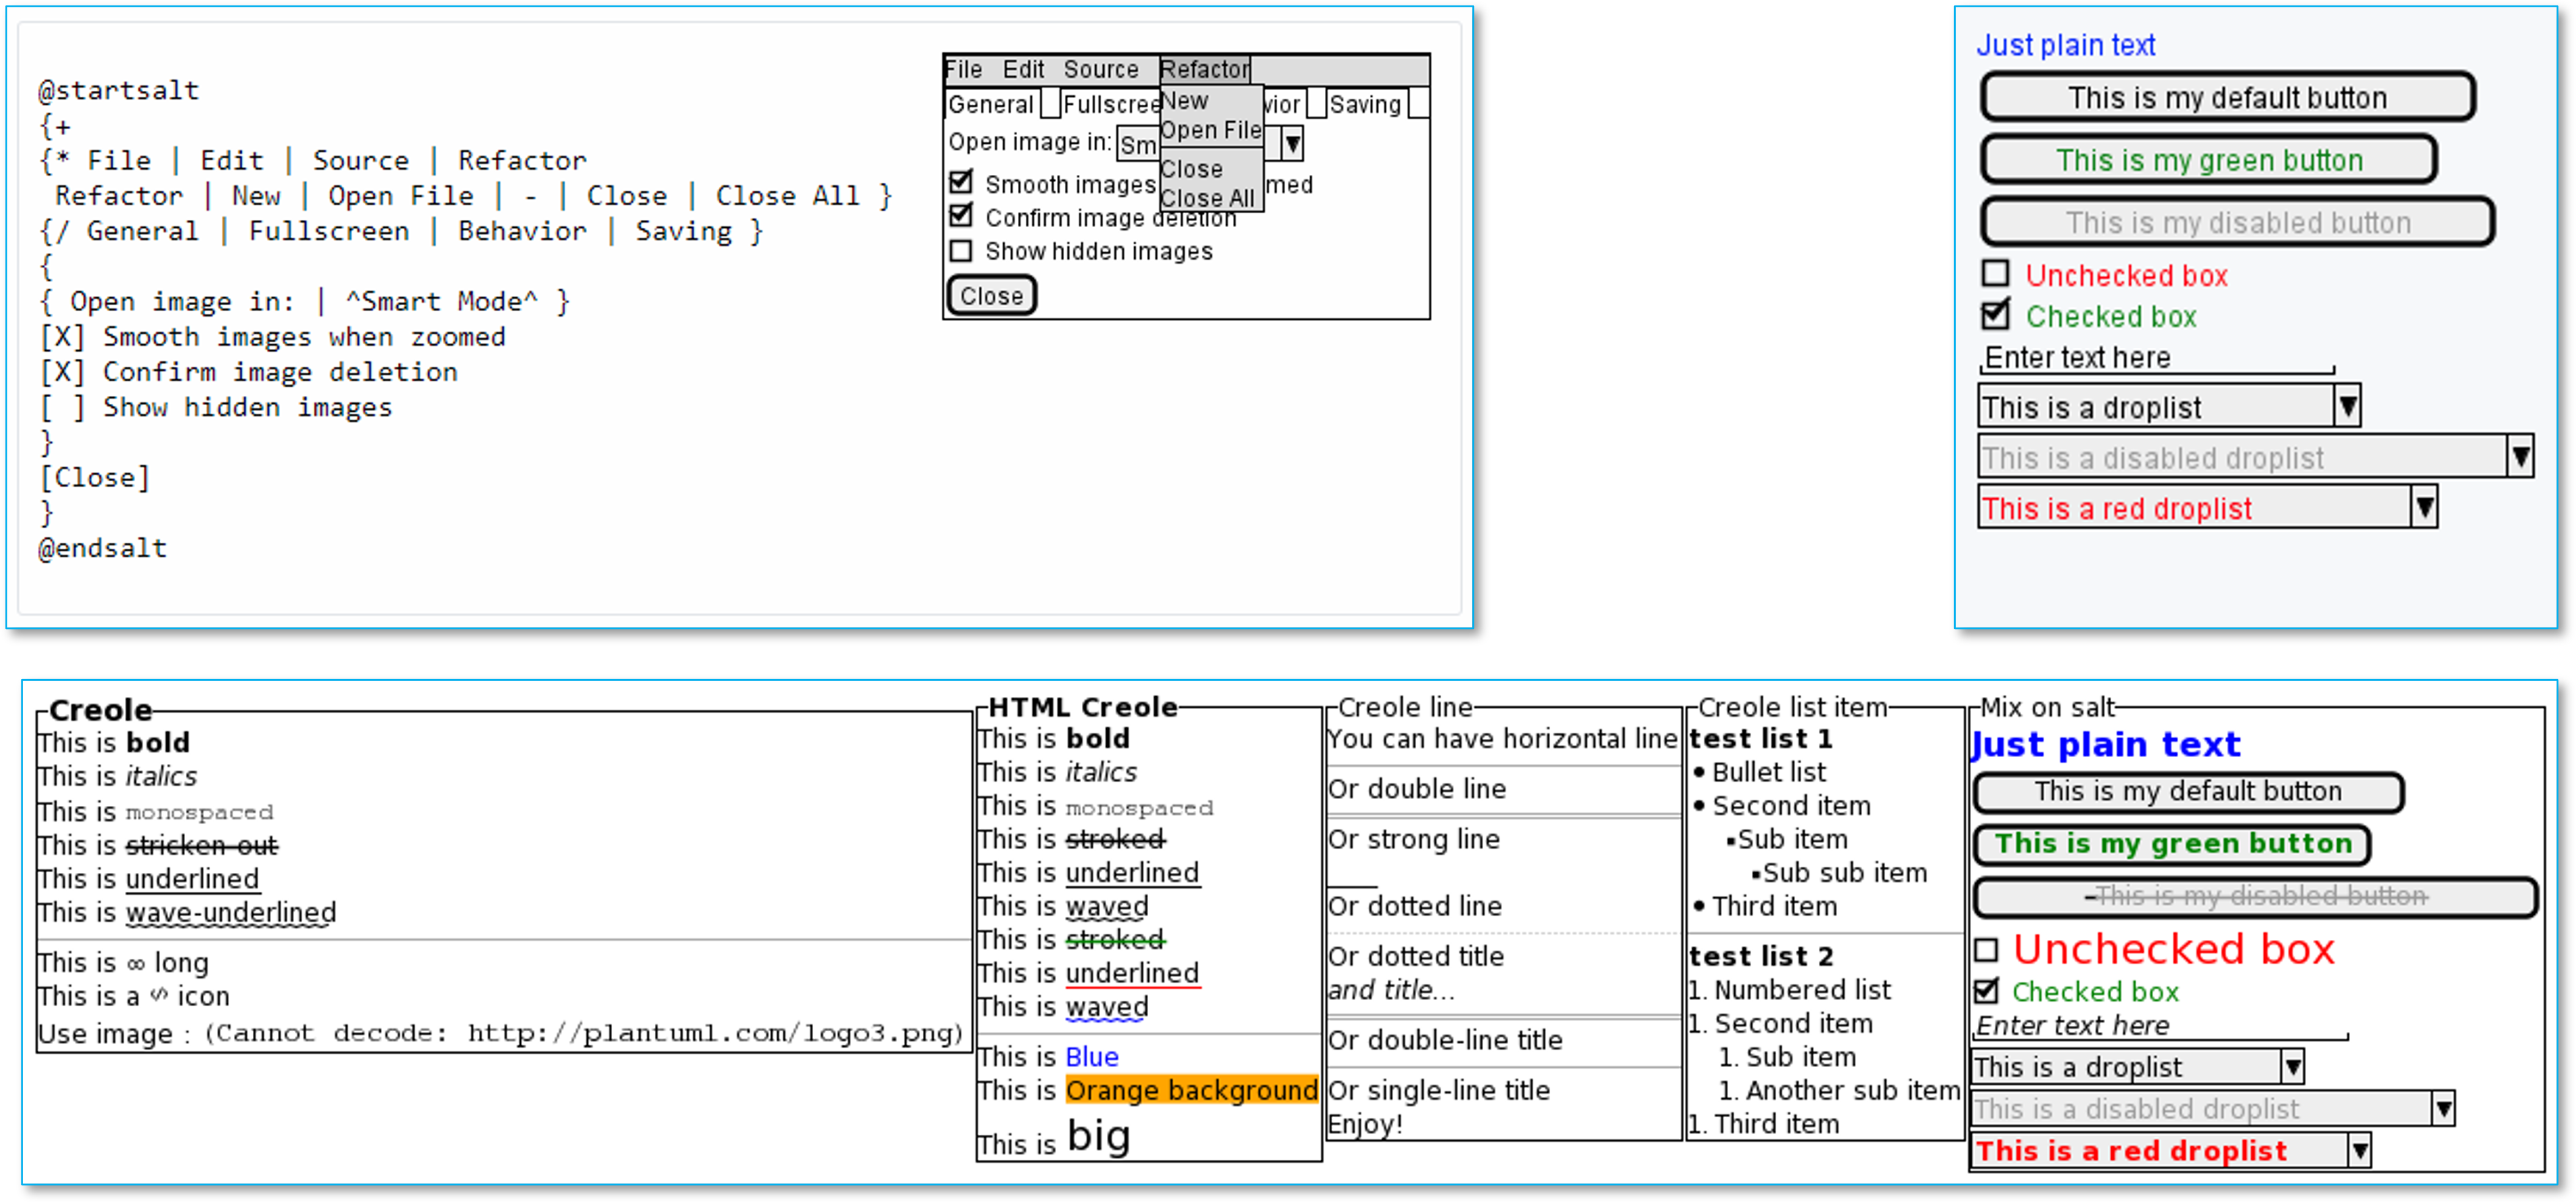 @startsalt
{+
{* File | Edit | Source | Refactor
Refactor | New | Open File | - | Close | Close All }
{/ General | Fullscreen | Behavior | Saving }
{
{ Open image in: | ^Smart Mode^ }
[X] Smooth images when zoomed
[X] Confirm image deletion
[ ] Show hidden images
}
[Close]
}
@endsalt
File Edit Source Refactor
General Fullscree vior Saving
New
Open File
Close
Close All
Open image in: Sm
Smooth images med
Confirm image deletion
Show hidden images
Close
Just plain text
This is my default button
This is my green button
This is my disabled button
Unchecked box
Checked box
Enter text here
This is a droplist
This is a disabled droplist
This is a red droplist
Creole
This is bold
This is italics
This is monospaced
This is stricken-out
This is underlined
This is wave-underlined
This is ∞ long
This is a </> icon
Use image : (Cannot decode: http://plantuml.com/logo3.png)
HTML Creole
This is bold
This is italics
This is monospaced
This is stroked
This is underlined
This is waved
This is stroked
This is underlined
This is waved
This is Blue
This is Orange background
This is big
Creole line
You can have horizontal line
Or double line
Or strong line
Or dotted line
Or dotted title
and title...
Or double-line title
Or single-line title
Enjoy!
Creole list item
test list 1
• Bullet list
• Second item
▪Sub item
▪Sub sub item
• Third item
test list 2
1. Numbered list
1. Second item
1. Sub item
1. Another sub item
1. Third item
Mix on salt
Just plain text
This is my default button
This is my green button
This is my disabled button
Unchecked box
Checked box
Enter text here
This is a droplist
This is a disabled droplist
This is a red droplist